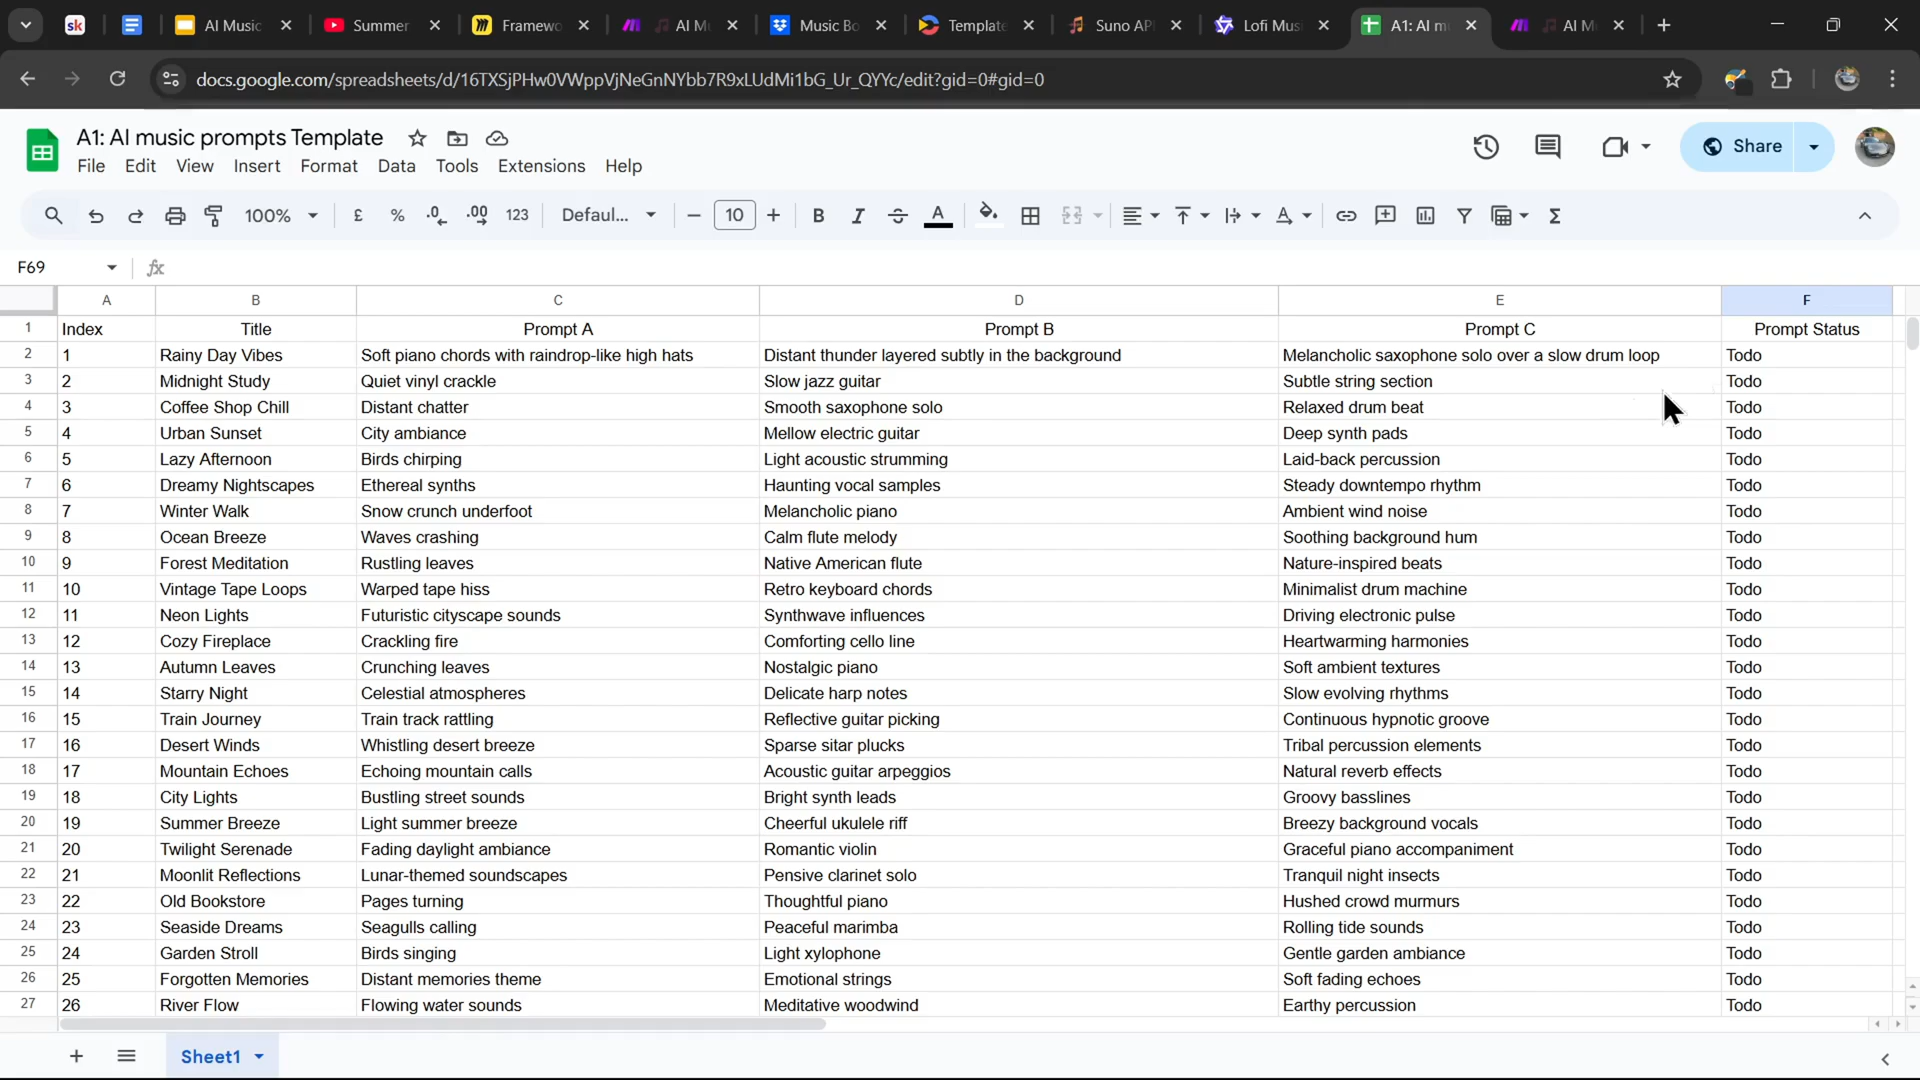 sk AI Music Summer Framewo AI Mu Music Bo Template Suno API Lofi Musi A1: AI m AI M
docs.google.com/spreadsheets/d/16TXSjPHw0VWppVjNeGnNYbb7R9xLUdMi1bG_Ur_QYYc/edit?gid=0#gid=0
A1: AI music prompts Template
File Edit View Insert Format Data Tools Extensions Help
Share
100% £ % .0 .00 123 Defaul... 10 B I A
F69 fx
A B C D E F
1 Index Title Prompt A Prompt B Prompt C Prompt Status
2 1 Rainy Day Vibes Soft piano chords with raindrop-like high hats Distant thunder layered subtly in the background Melancholic saxophone solo over a slow drum loop Todo
3 2 Midnight Study Quiet vinyl crackle Slow jazz guitar Subtle string section Todo
4 3 Coffee Shop Chill Distant chatter Smooth saxophone solo Relaxed drum beat Todo
5 4 Urban Sunset City ambiance Mellow electric guitar Deep synth pads Todo
6 5 Lazy Afternoon Birds chirping Light acoustic strumming Laid-back percussion Todo
7 6 Dreamy Nightscapes Ethereal synths Haunting vocal samples Steady downtempo rhythm Todo
8 7 Winter Walk Snow crunch underfoot Melancholic piano Ambient wind noise Todo
9 8 Ocean Breeze Waves crashing Calm flute melody Soothing background hum Todo
10 9 Forest Meditation Rustling leaves Native American flute Nature-inspired beats Todo
11 10 Vintage Tape Loops Warped tape hiss Retro keyboard chords Minimalist drum machine Todo
12 11 Neon Lights Futuristic cityscape sounds Synthwave influences Driving electronic pulse Todo
13 12 Cozy Fireplace Crackling fire Comforting cello line Heartwarming harmonies Todo
14 13 Autumn Leaves Crunching leaves Nostalgic piano Soft ambient textures Todo
15 14 Starry Night Celestial atmospheres Delicate harp notes Slow evolving rhythms Todo
16 15 Train Journey Train track rattling Reflective guitar picking Continuous hypnotic groove Todo
17 16 Desert Winds Whistling desert breeze Sparse sitar plucks Tribal percussion elements Todo
18 17 Mountain Echoes Echoing mountain calls Acoustic guitar arpeggios Natural reverb effects Todo
19 18 City Lights Bustling street sounds Bright synth leads Groovy basslines Todo
20 19 Summer Breeze Light summer breeze Cheerful ukulele riff Breezy background vocals Todo
21 20 Twilight Serenade Fading daylight ambiance Romantic violin Graceful piano accompaniment Todo
22 21 Moonlit Reflections Lunar-themed soundscapes Pensive clarinet solo Tranquil night insects Todo
23 22 Old Bookstore Pages turning Thoughtful piano Hushed crowd murmurs Todo
24 23 Seaside Dreams Seagulls calling Peaceful marimba Rolling tide sounds Todo
25 24 Garden Stroll Birds singing Light xylophone Gentle garden ambiance Todo
26 25 Forgotten Memories Distant memories theme Emotional strings Soft fading echoes Todo
27 26 River Flow Flowing water sounds Meditative woodwind Earthy percussion Todo
Sheet1